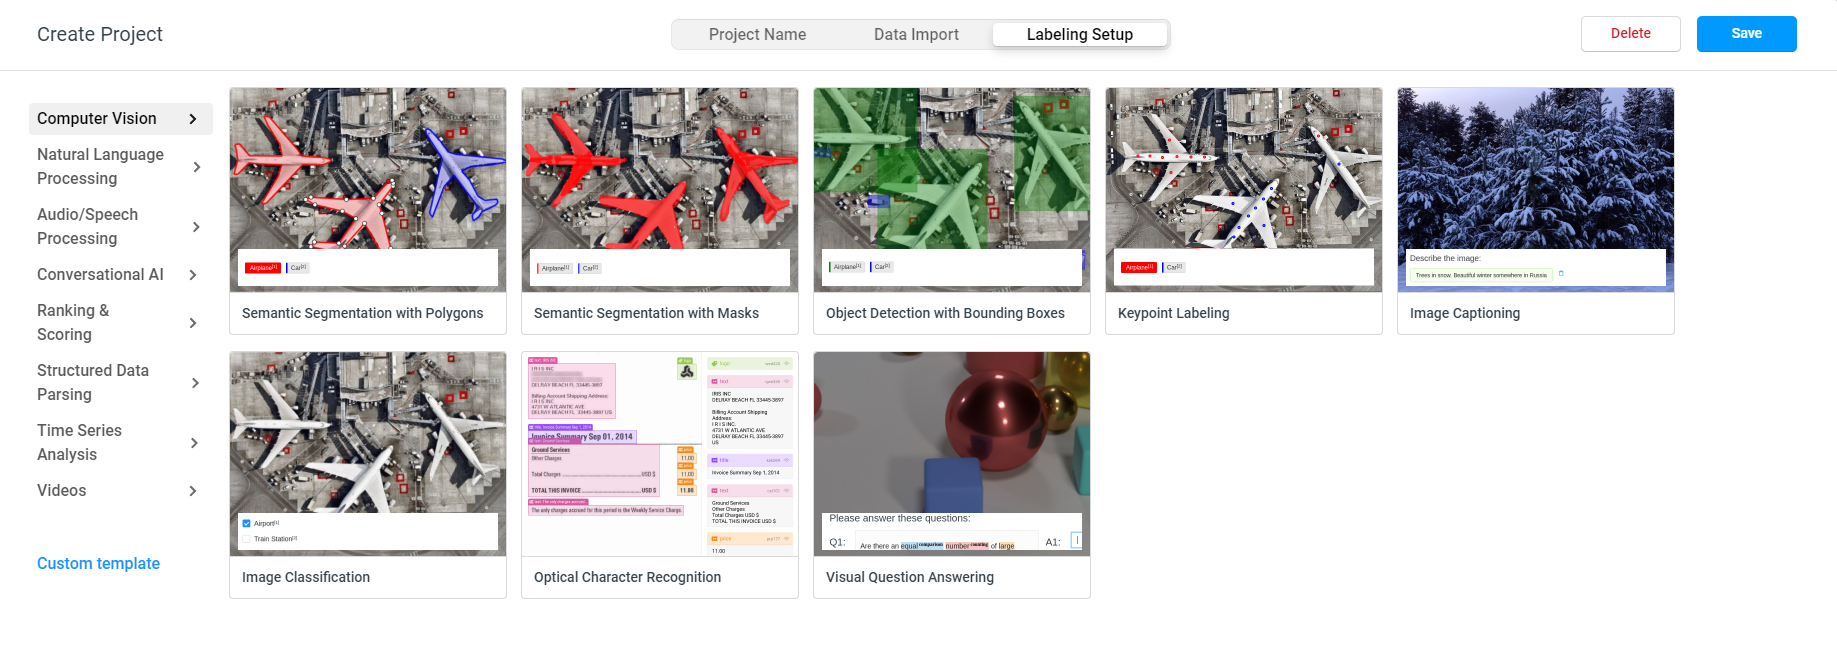 Create Project
Project Name
Data Import
Labeling Setup
Delete
Save
Computer Vision
Natural Language
Processing
Audio/Speech
Processing
Conversational AI
Ranking &
Scoring
Structured Data
Parsing
Time Series
Analysis
Videos
Custom template
Airplane[1] Car[2]
Semantic Segmentation with Polygons
Airplane[1] Car[2]
Semantic Segmentation with Masks
Airplane[1] Car[2]
Object Detection with Bounding Boxes
Airplane[1] Car[2]
Keypoint Labeling
Describe the image:
Trees in snow. Beautiful winter somewhere in Russia
Image Captioning
Airport[1]
Train Station[2]
Image Classification
IRIS INC
DELRAY BEACH FL 33445-3897
Billing Account Shipping Address:
I R I S INC
4731 W ATLANTIC AVE
DELRAY BEACH FL 33445-3897 US
Invoice Summary Sep 01, 2014
Ground Services
Other Charges 11.00
Total Charges USD $ 11.00
TOTAL THIS INVOICE USD $ 11.00
The only charges accrued for this period is the Weekly Service Charge.
logo
text
IRIS INC
DELRAY BEACH FL 33445-3897
Billing Account Shipping
Address:
I R I S INC.
4731 W ATLANTIC AVE
DELRAY BEACH FL 33445-3897
US
title
Invoice Summary Sep 1, 2014
text
Ground Services
Other Charges
Total Charges USD $
TOTAL THIS INVOICE USD $
price
11.00
Optical Character Recognition
Please answer these questions:
Q1: Are there an equal comparison number counting of large A1:
Visual Question Answering